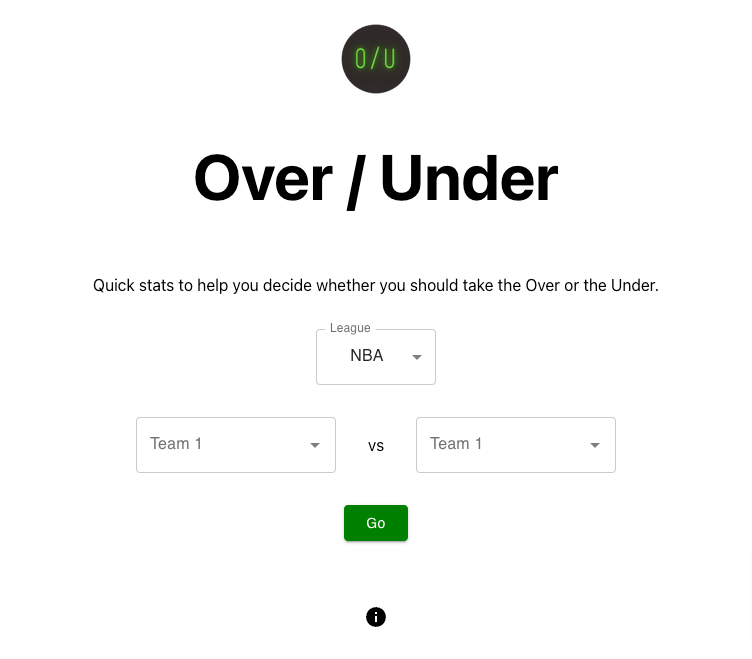 O/U
Over / Under
Quick stats to help you decide whether you should take the Over or the Under.
League
NBA
Team 1 vs Team 1
Go